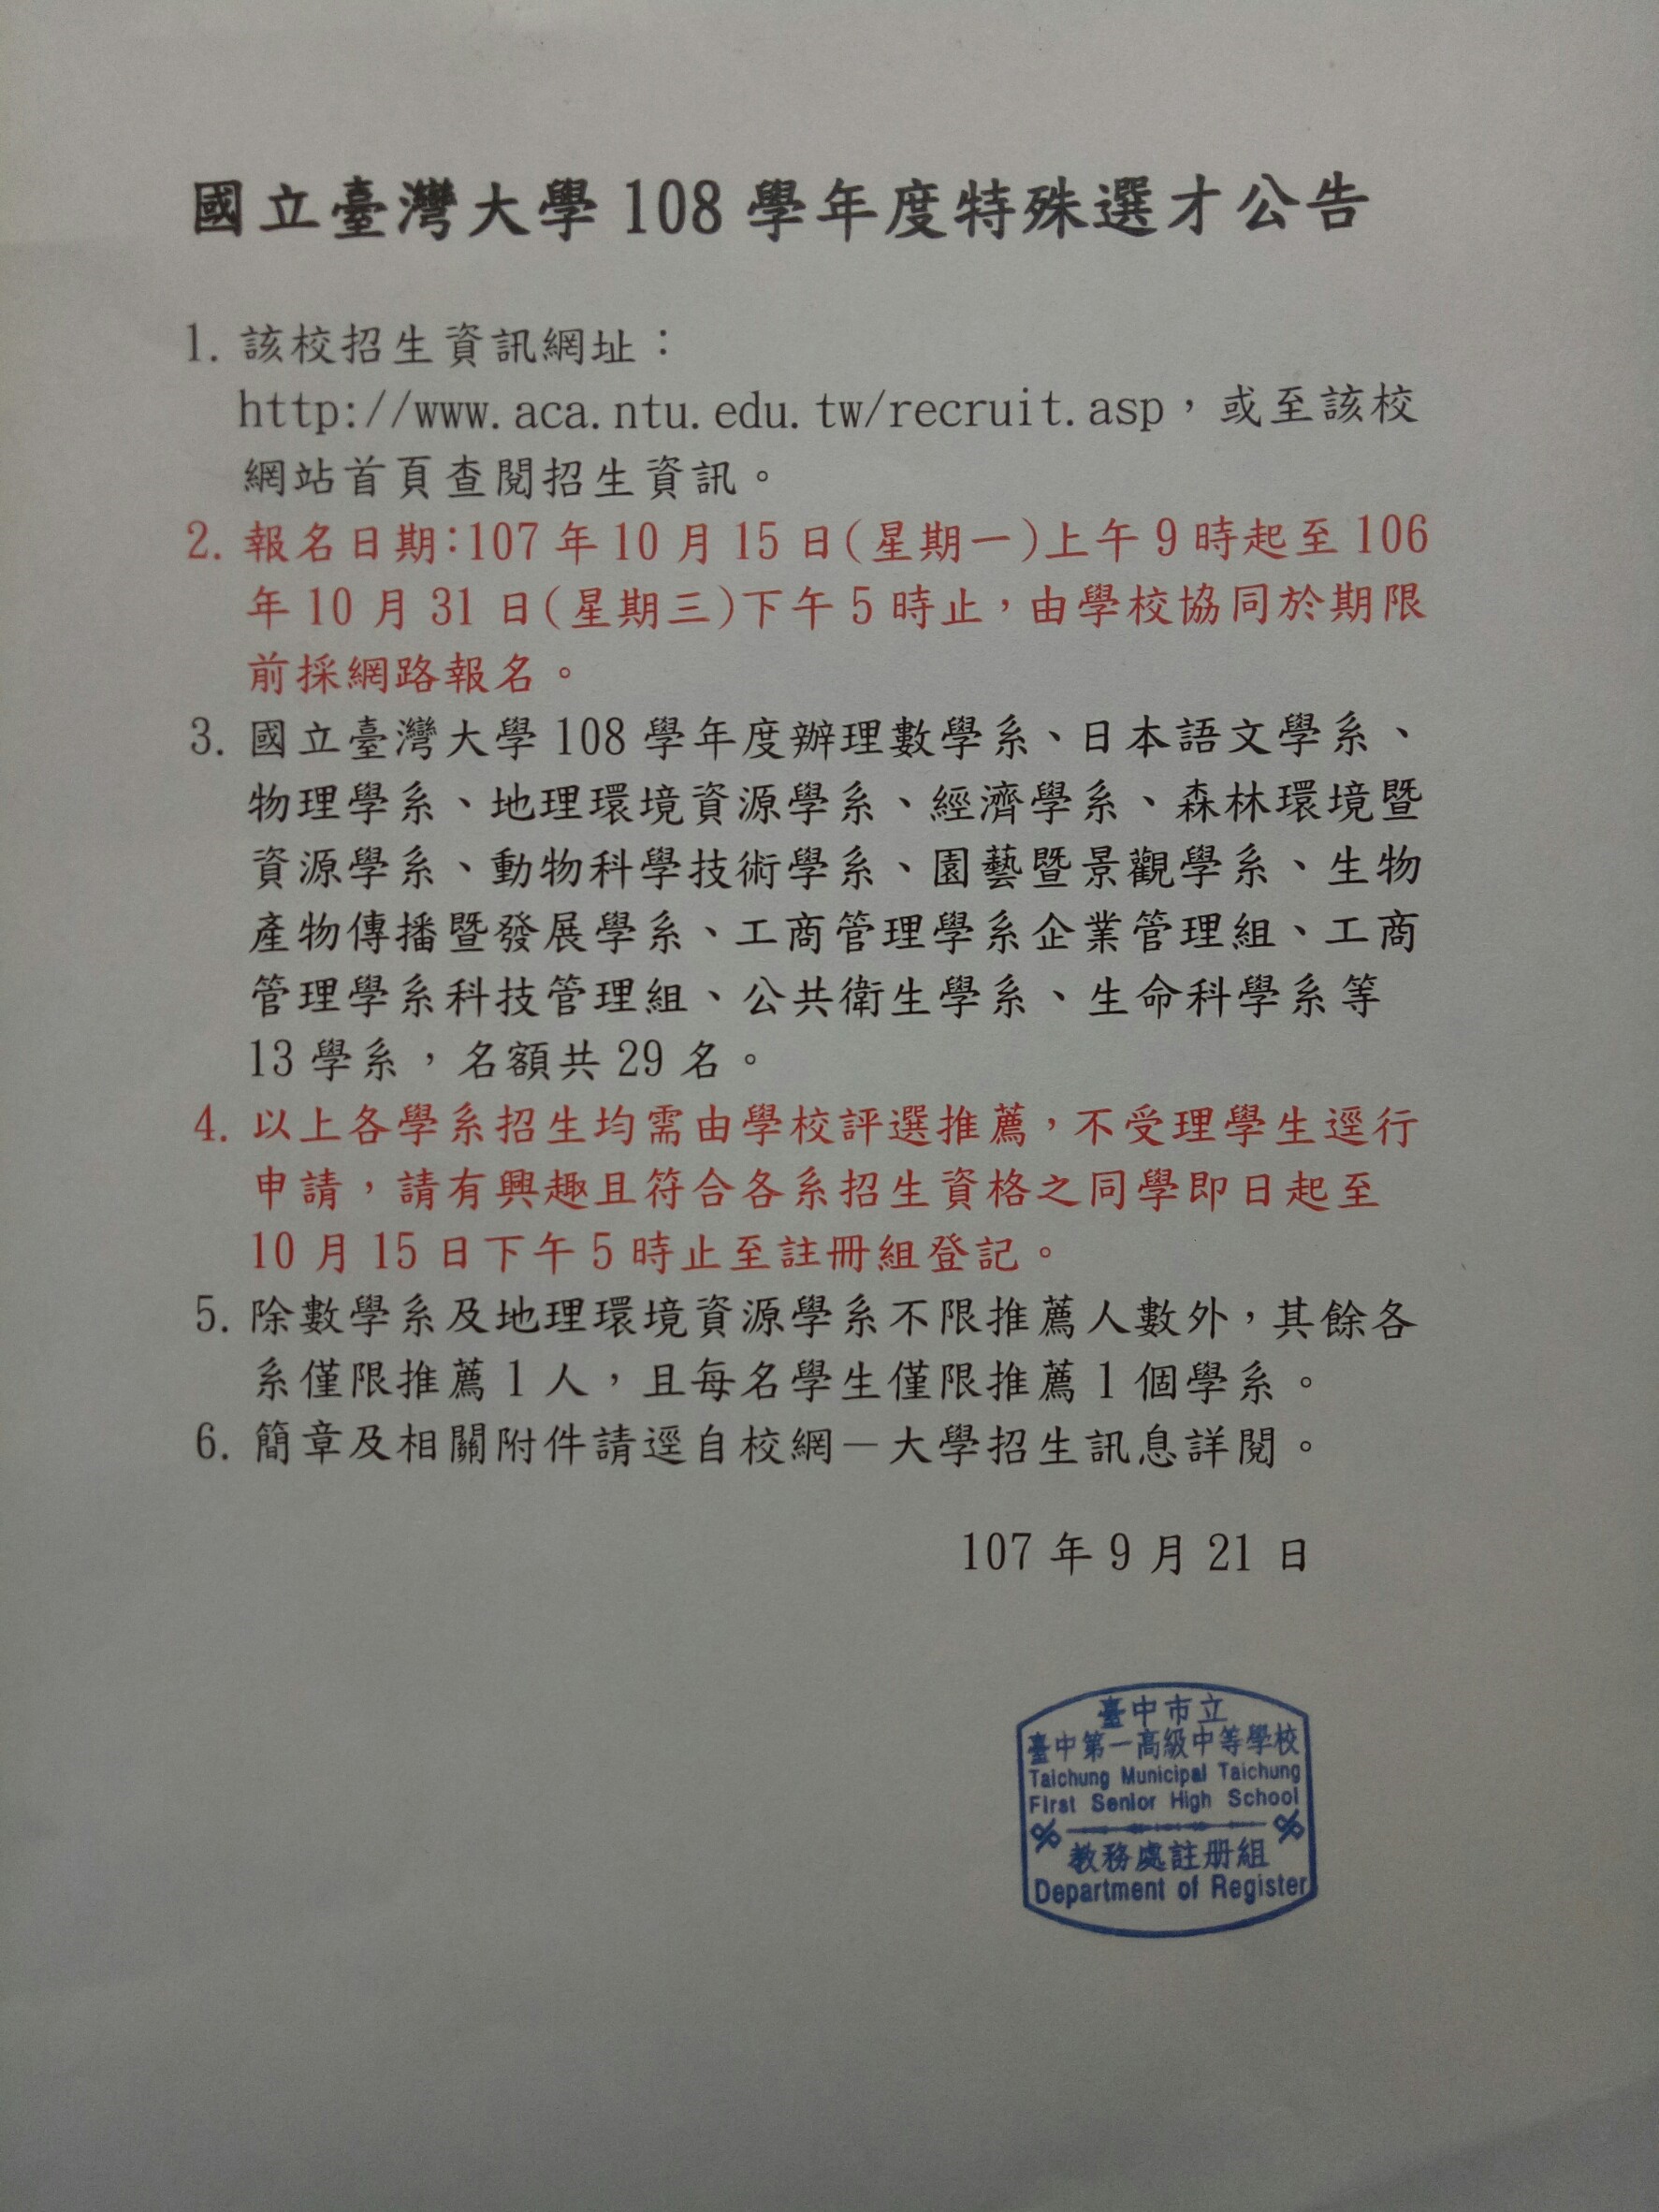 國立臺灣大學 108 學年度特殊選才公告
1. 該校招生資訊網址：
http://www.aca.ntu.edu.tw/recruit.asp，或至該校
網站首頁查閱招生資訊。
2. 報名日期:107 年 10 月 15 日(星期一)上午 9 時起至 106
年 10 月 31 日(星期三)下午 5 時止，由學校協同於期限
前採網路報名。
3. 國立臺灣大學 108 學年度辦理數學系、日本語文學系、
物理學系、地理環境資源學系、經濟學系、森林環境暨
資源學系、動物科學技術學系、園藝暨景觀學系、生物
產物傳播暨發展學系、工商管理學系企業管理組、工商
管理學系科技管理組、公共衛生學系、生命科學系等
13 學系，名額共 29 名。
4. 以上各學系招生均需由學校評選推薦，不受理學生逕行
申請，請有興趣且符合各系招生資格之同學即日起至
10 月 15 日下午 5 時止至註冊組登記。
5. 除數學系及地理環境資源學系不限推薦人數外，其餘各
系僅限推薦 1 人，且每名學生僅限推薦 1 個學系。
6. 簡章及相關附件請逕自校網－大學招生訊息詳閱。
107 年 9 月 21 日
臺中市立
臺中第一高級中等學校
Taichung Municipal Taichung
First Senior High School
教務處註冊組
Department of Register